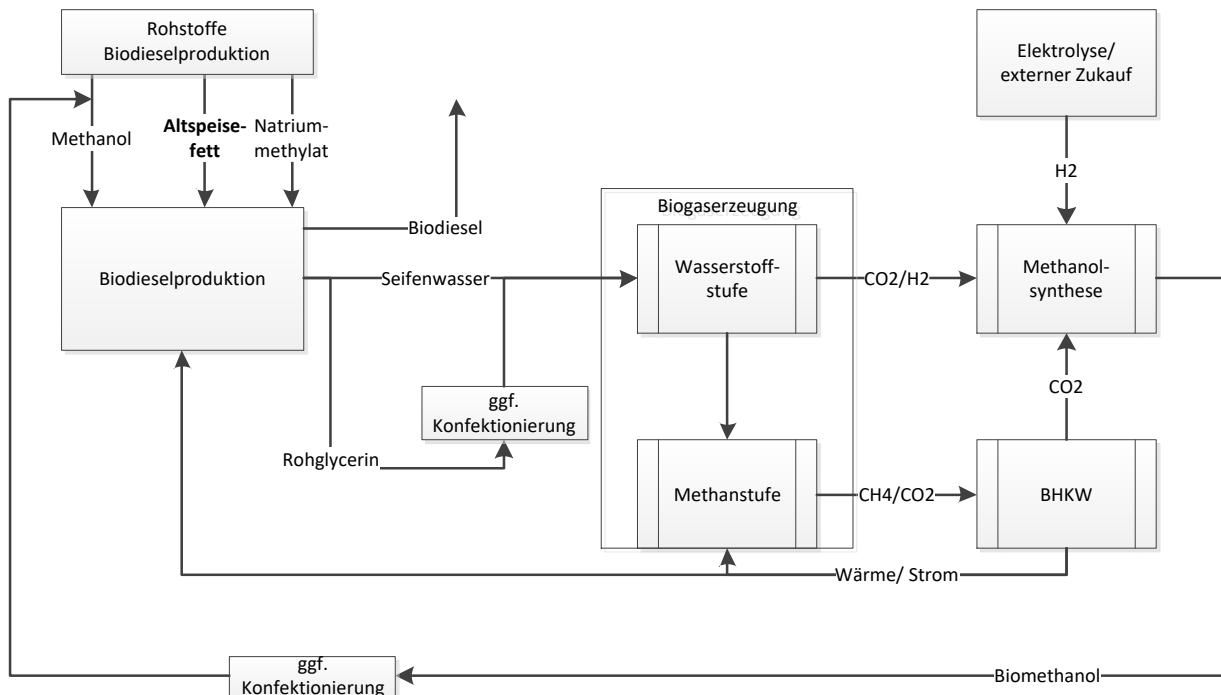 Rohstoffe
Biodieselproduktion
Elektrolyse/
externer Zukauf
Methanol
Altspeise-
fett
Natrium-
methylat
H2
Biogaserzeugung
Biodiesel
Biodieselproduktion
Seifenwasser
Wasserstoff-
stufe
CO2/H2
Methanol-
synthese
CO2
ggf.
Konfektionierung
Rohglycerin
Methanstufe
CH4/CO2
BHKW
Wärme/ Strom
ggf.
Konfektionierung
Biomethanol